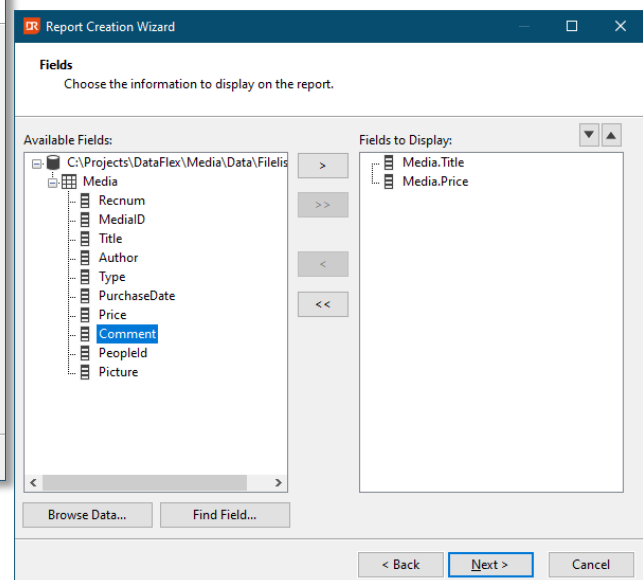 DR Report Creation Wizard
Fields
Choose the information to display on the report.
Available Fields:
Fields to Display:
C:\Projects\DataFlex\Media\Data\Filelis
Media
Recnum
MediaID
Title
Author
Type
PurchaseDate
Price
Comment
PeopleId
Picture
>
>>
<
<<
Media.Title
Media.Price
Browse Data...
Find Field...
< Back
Next >
Cancel